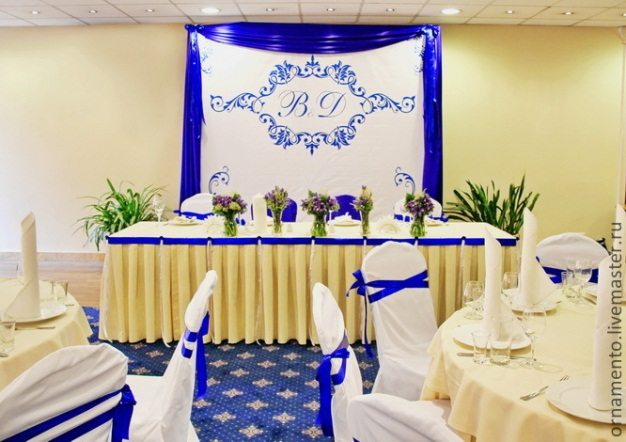 В и D
ornamento.livemaster.ru